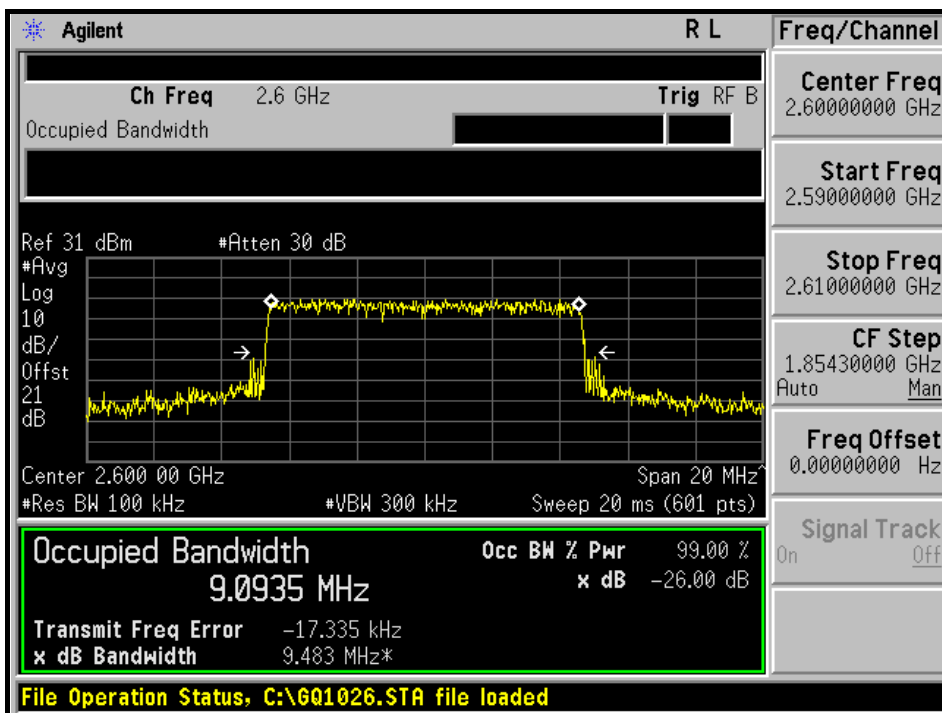 Agilent
R L
Freq/Channel
Ch Freq 2.6 GHz
Trig RF B
Occupied Bandwidth
Center Freq
2.60000000 GHz
Start Freq
2.59000000 GHz
Stop Freq
2.61000000 GHz
CF Step
1.85430000 GHz
Auto Man
Freq Offset
0.00000000 Hz
Signal Track
On Off
Ref 31 dBm #Atten 30 dB
#Avg
Log
10
dB/
Offst
21
dB
Center 2.600 00 GHz Span 20 MHz^
#Res BW 100 kHz #VBW 300 kHz Sweep 20 ms (601 pts)
Occupied Bandwidth
9.0935 MHz
Occ BW % Pwr 99.00 %
x dB -26.00 dB
Transmit Freq Error -17.335 kHz
x dB Bandwidth 9.483 MHz*
File Operation Status, C:\GQ1026.STA file loaded